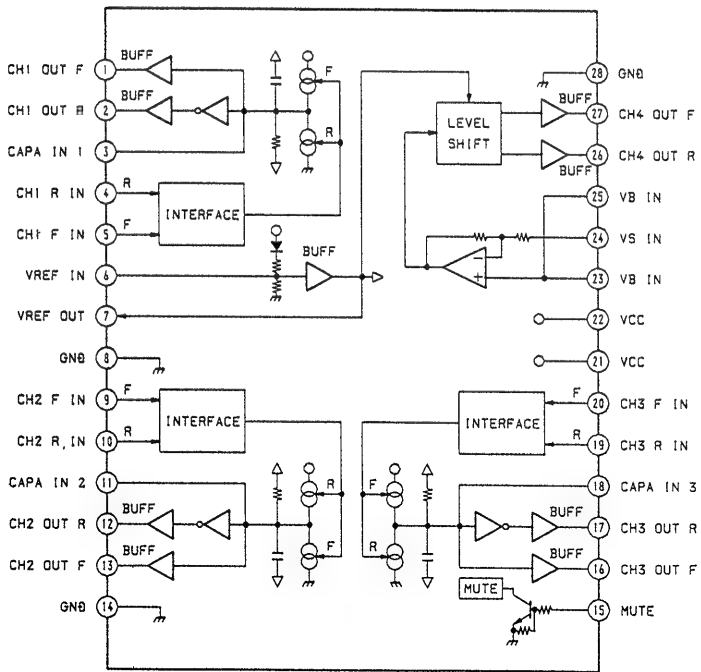 CH1 OUT F 1 BUFF
CH1 OUT R 2 BUFF
CAPA IN 1 3
CH1 R IN 4 R
CH1 F IN 5 F
INTERFACE
F
R
VREF IN 6
BUFF
VREF OUT 7
GND 8
CH2 F IN 9 F
CH2 R, IN 10 R
INTERFACE
CAPA IN 2 11
CH2 OUT R 12 BUFF
CH2 OUT F 13 BUFF
R
F
GND 14
28 GND
BUFF 27 CH4 OUT F
BUFF 26 CH4 OUT R
LEVEL
SHIFT
25 VB IN
24 VS IN
23 VB IN
−
+
22 VCC
21 VCC
F 20 CH3 F IN
R 19 CH3 R IN
INTERFACE
F
R
18 CAPA IN 3
BUFF 17 CH3 OUT R
BUFF 16 CH3 OUT F
MUTE
15 MUTE